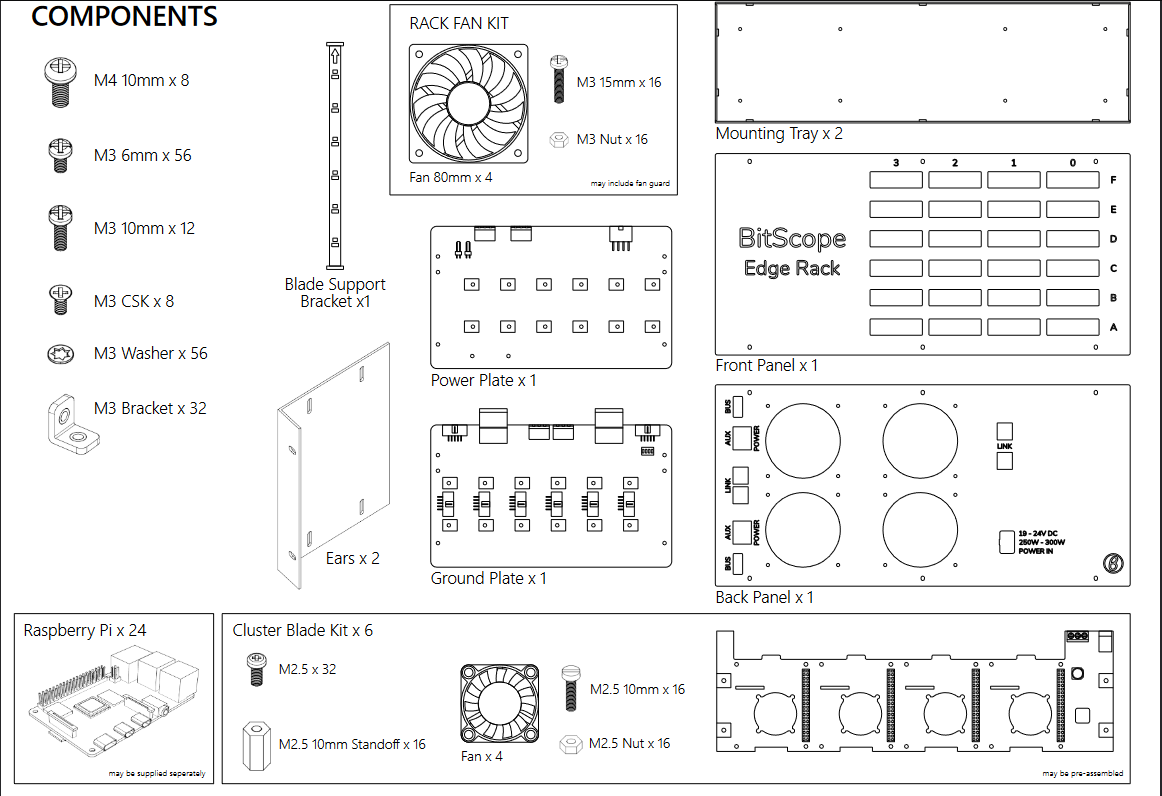 COMPONENTS
M4 10mm x 8
M3 6mm x 56
M3 10mm x 12
M3 CSK x 8
M3 Washer x 56
M3 Bracket x 32
Blade Support
Bracket x1
Ears x 2
RACK FAN KIT
M3 15mm x 16
M3 Nut x 16
Fan 80mm x 4
may include fan guard
Power Plate x 1
Ground Plate x 1
Mounting Tray x 2
3 2 1 0
F
E
D
C
B
A
BitScope
Edge Rack
Front Panel x 1
BUS
AUX
POWER
LINK
AUX
POWER
BUS
LINK
19 - 24V DC
250W - 300W
POWER IN
Back Panel x 1
Raspberry Pi x 24
may be supplied seperately
Cluster Blade Kit x 6
M2.5 x 32
M2.5 10mm Standoff x 16
Fan x 4
M2.5 10mm x 16
M2.5 Nut x 16
may be pre-assembled